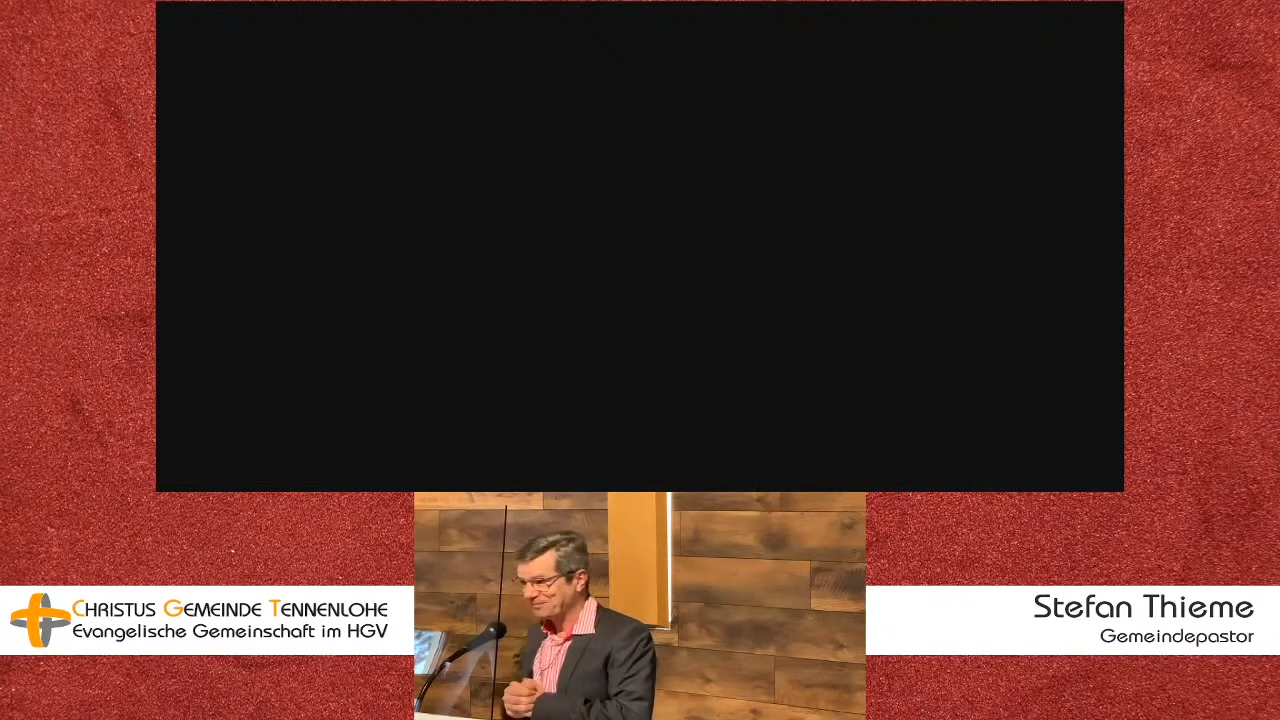 CHRISTUS GEMEINDE TENNENLOHE
Evangelische Gemeinschaft im HGV
Stefan Thieme
Gemeindepastor